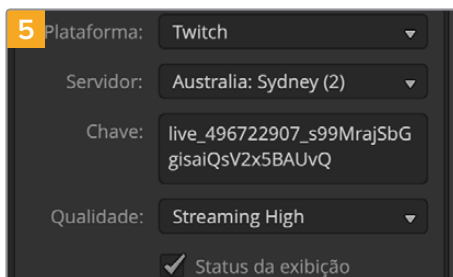 5
Plataforma: Twitch
Servidor: Australia: Sydney (2)
Chave: live_496722907_s99MrajSbG
gisaiQsV2x5BAUvQ
Qualidade: Streaming High
Status da exibição